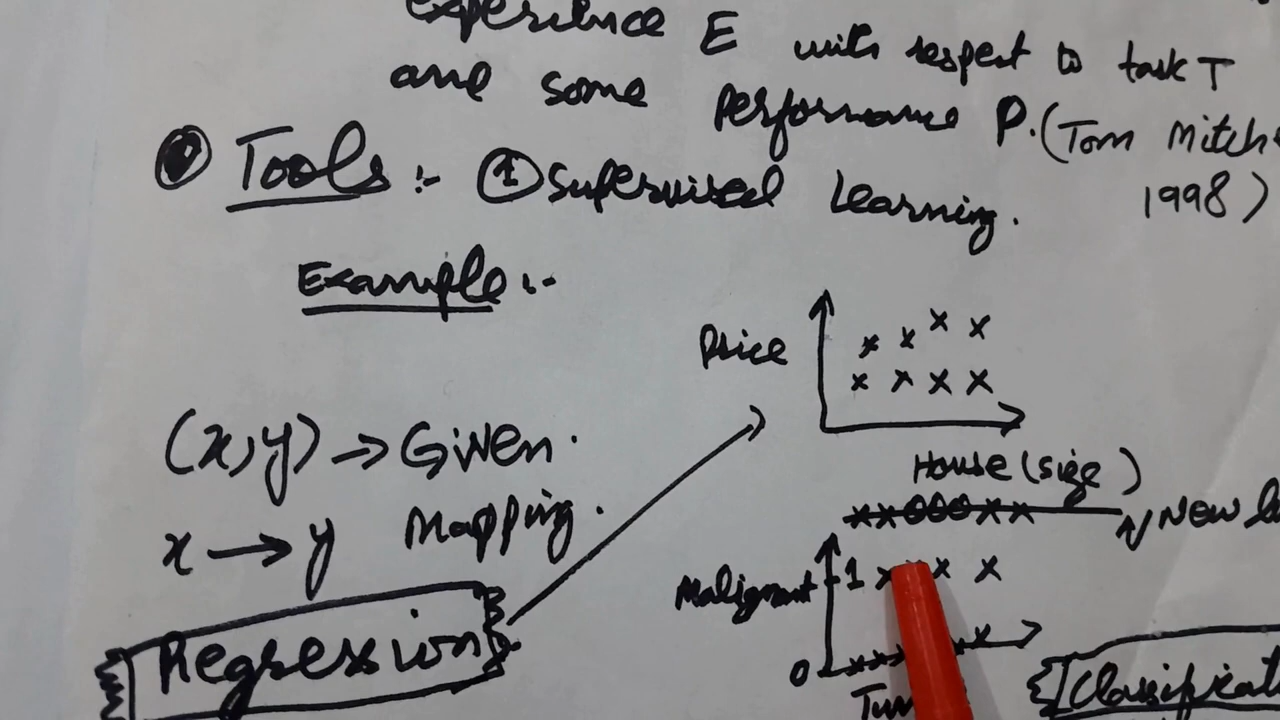 experience E with respect to task T
and some performance P. (Tom Mitch
1998)
Tools :- ① Supervised Learning.
Example :-
Price
House (size)
(x, y) → Given.
x → y Mapping.
New
Malignant 1
0
Regression